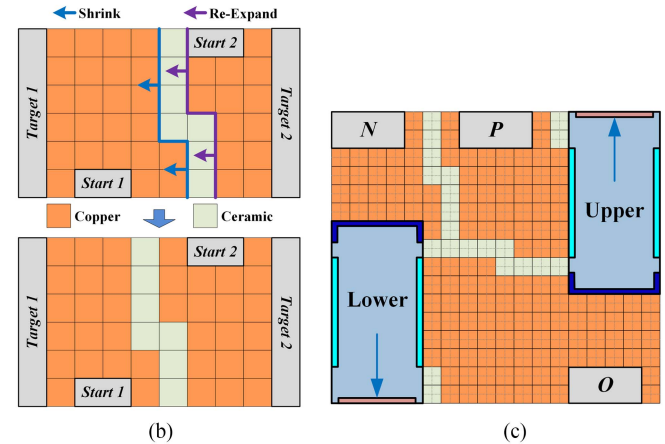 Shrink
Re-Expand
Target 1
Start 2
Target 2
Start 1
Copper
Ceramic
Target 1
Start 2
Target 2
Start 1
(b)
N
P
Upper
Lower
O
(c)